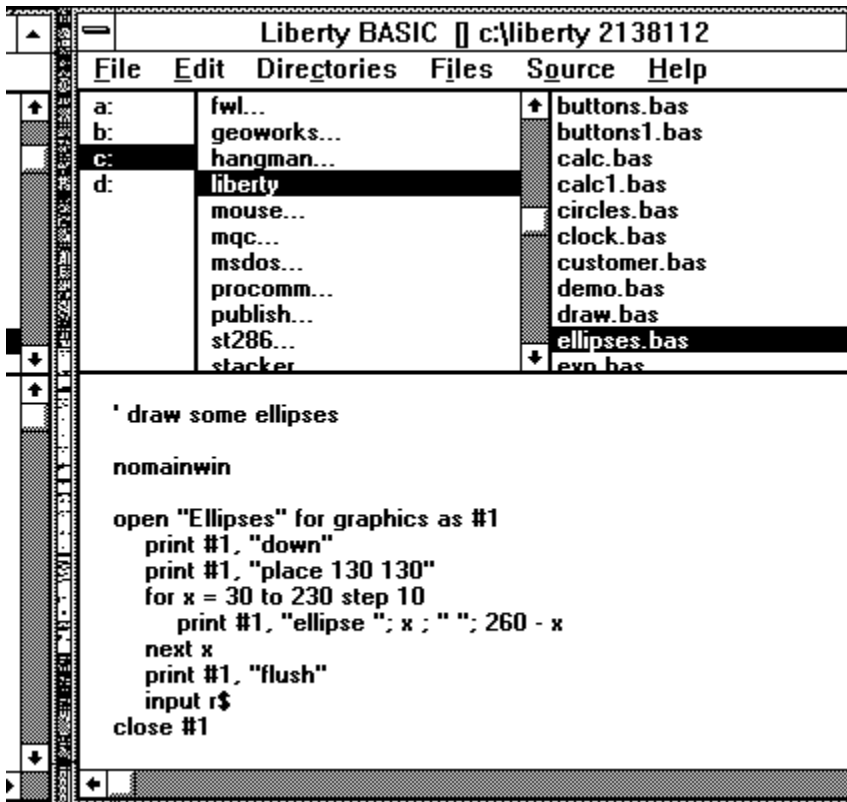 Liberty BASIC [] c:\liberty 2138112
File Edit Directories Files Source Help
a:
b:
c:
d:
fwl...
geoworks...
hangman...
liberty
mouse...
mqc...
msdos...
procomm...
publish...
st286...
stacker
buttons.bas
buttons1.bas
calc.bas
calc1.bas
circles.bas
clock.bas
customer.bas
demo.bas
draw.bas
ellipses.bas
exp.bas
' draw some ellipses
nomainwin
open "Ellipses" for graphics as #1
print #1, "down"
print #1, "place 130 130"
for x = 30 to 230 step 10
print #1, "ellipse "; x ; " "; 260 - x
next x
print #1, "flush"
input r$
close #1